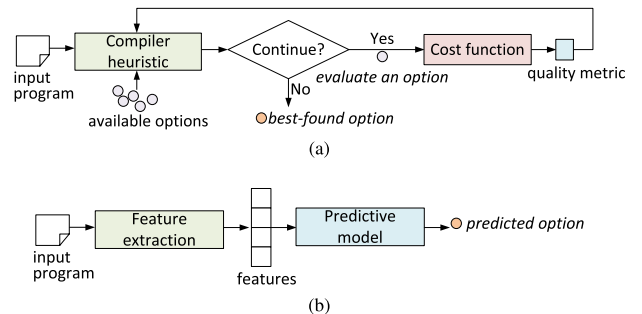 input
program
Compiler
heuristic
available options
Continue?
Yes
evaluate an option
No
best-found option
Cost function
quality metric
(a)
input
program
Feature
extraction
features
Predictive
model
predicted option
(b)